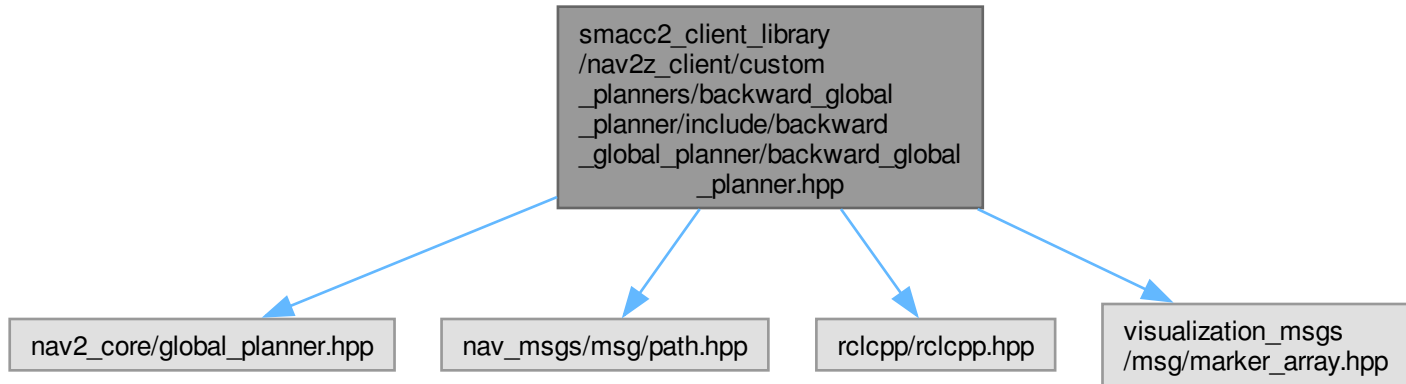 smacc2_client_library
/nav2z_client/custom
_planners/backward_global
_planner/include/backward
_global_planner/backward_global
_planner.hpp
nav2_core/global_planner.hpp
nav_msgs/msg/path.hpp
rclcpp/rclcpp.hpp
visualization_msgs
/msg/marker_array.hpp